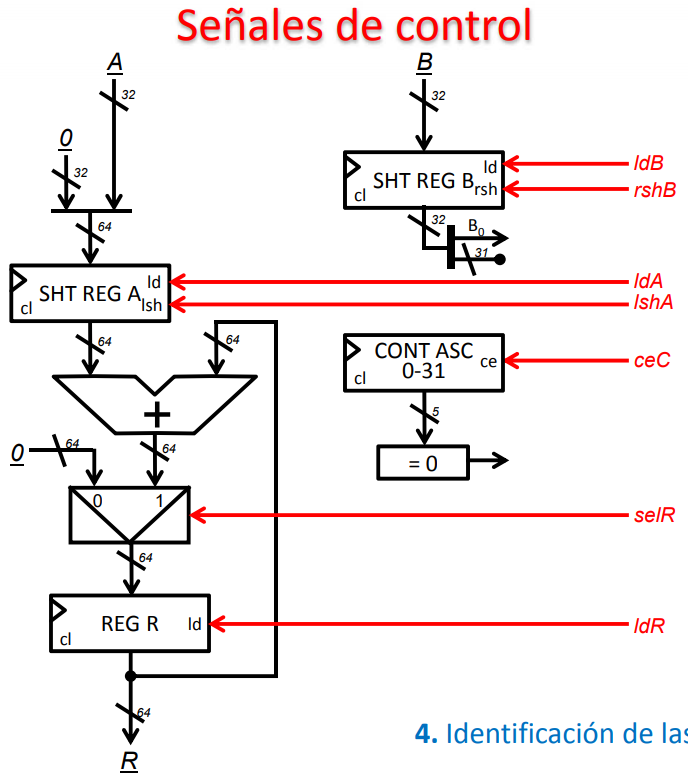 Señales de control
A
B
32
32
0
32
ld
SHT REG B
rsh
cl
ldB
rshB
64
32
B0
31
ld
SHT REG A
lsh
cl
ldA
lshA
64
64
CONT ASC
0-31
ce
cl
ceC
+
5
0
64
64
= 0
0
1
selR
64
REG R
ld
cl
ldR
64
R
4. Identificación de las